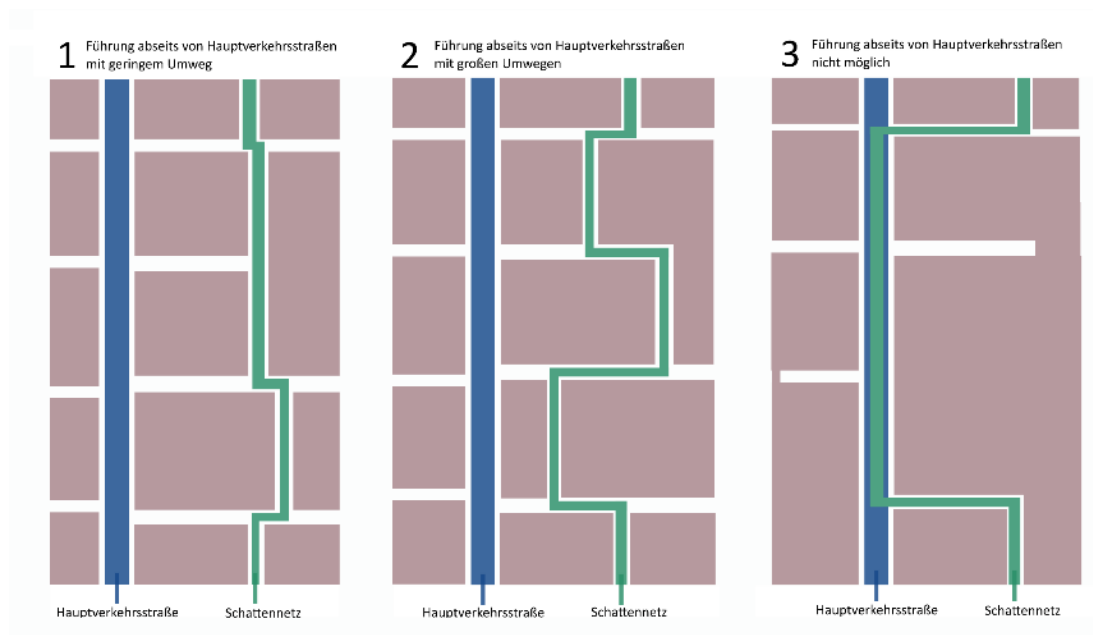 1 Führung abseits von Hauptverkehrsstraßen
mit geringem Umweg
2 Führung abseits von Hauptverkehrsstraßen
mit großen Umwegen
3 Führung abseits von Hauptverkehrsstraßen
nicht möglich
Hauptverkehrsstraße Schattennetz
Hauptverkehrsstraße Schattennetz
Hauptverkehrsstraße Schattennetz